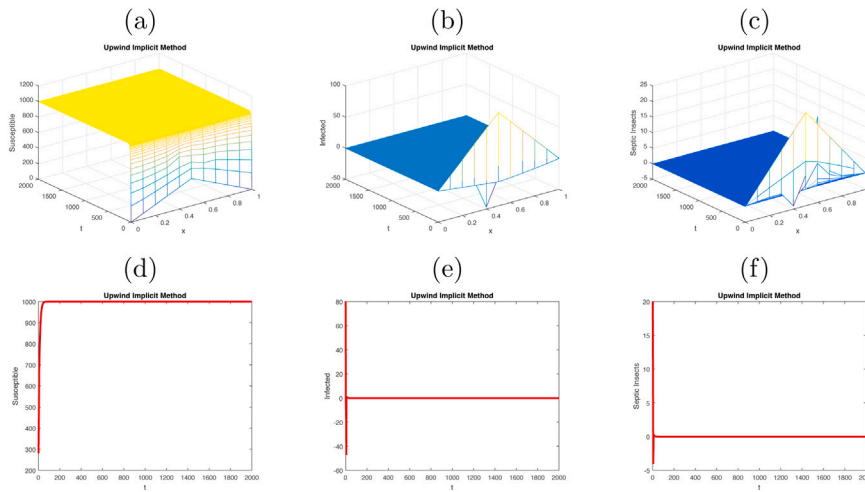 (a)
(b)
(c)
Upwind Implicit Method
1200
1000
800
600
400
200
0
Susceptible
2000
1500
1000
500
0
t
0
0.2
0.4
0.6
0.8
1
x
Upwind Implicit Method
100
50
0
-50
Infected
2000
1500
1000
500
0
t
0
0.2
0.4
0.6
0.8
1
x
Upwind Implicit Method
25
20
15
10
5
0
-5
Septic Insects
2000
1500
1000
500
0
t
0
0.2
0.4
0.6
0.8
1
x
(d)
(e)
(f)
Upwind Implicit Method
1000
900
800
700
600
500
400
300
200
Susceptible
0 200 400 600 800 1000 1200 1400 1600 1800 2000
t
Upwind Implicit Method
80
60
40
20
0
-20
-40
-60
Infected
0 200 400 600 800 1000 1200 1400 1600 1800 2000
t
Upwind Implicit Method
20
15
10
5
0
-5
Septic Insects
0 200 400 600 800 1000 1200 1400 1600 1800 2000
t